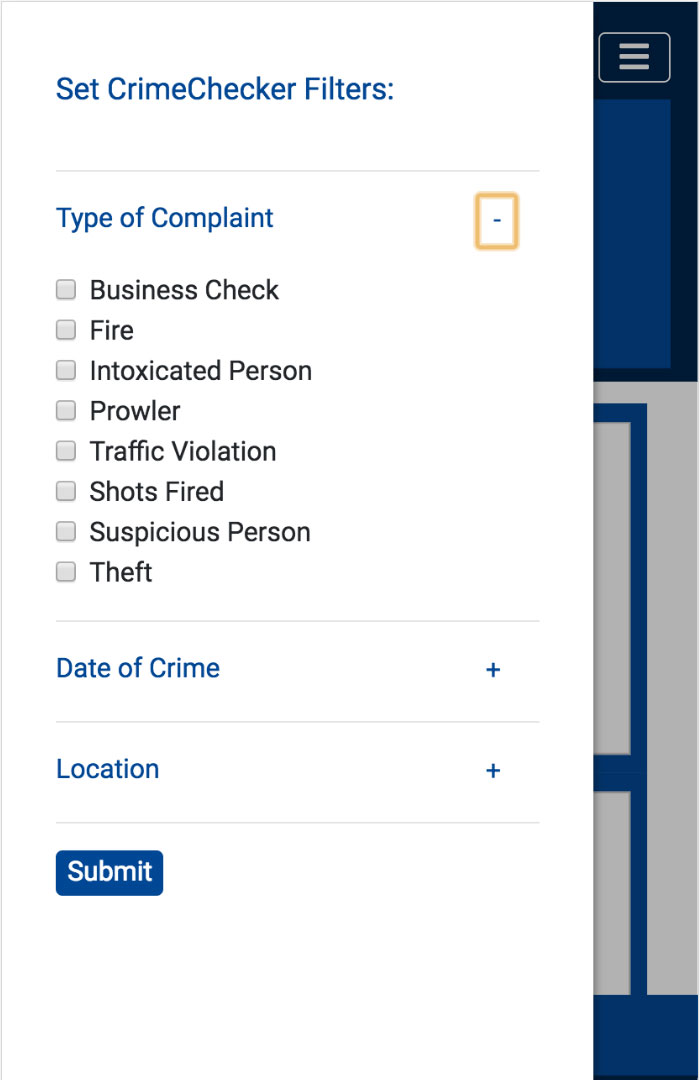 Set CrimeChecker Filters:
Type of Complaint -
Business Check
Fire
Intoxicated Person
Prowler
Traffic Violation
Shots Fired
Suspicious Person
Theft
Date of Crime +
Location +
Submit